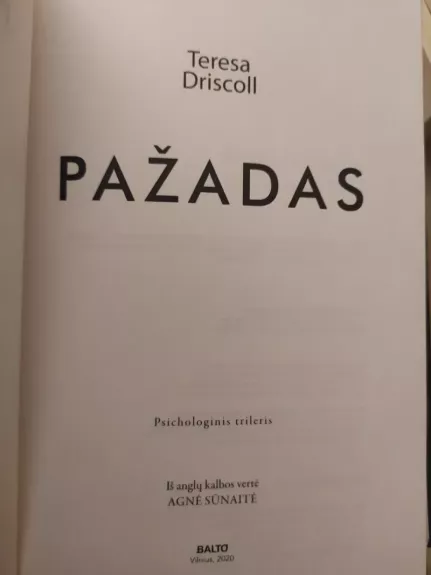 Teresa
Driscoll
PAŽADAS
Psichologinis trileris
Iš anglų kalbos vertė
AGNĖ SŪNAITĖ
BALTO
Vilnius, 2020